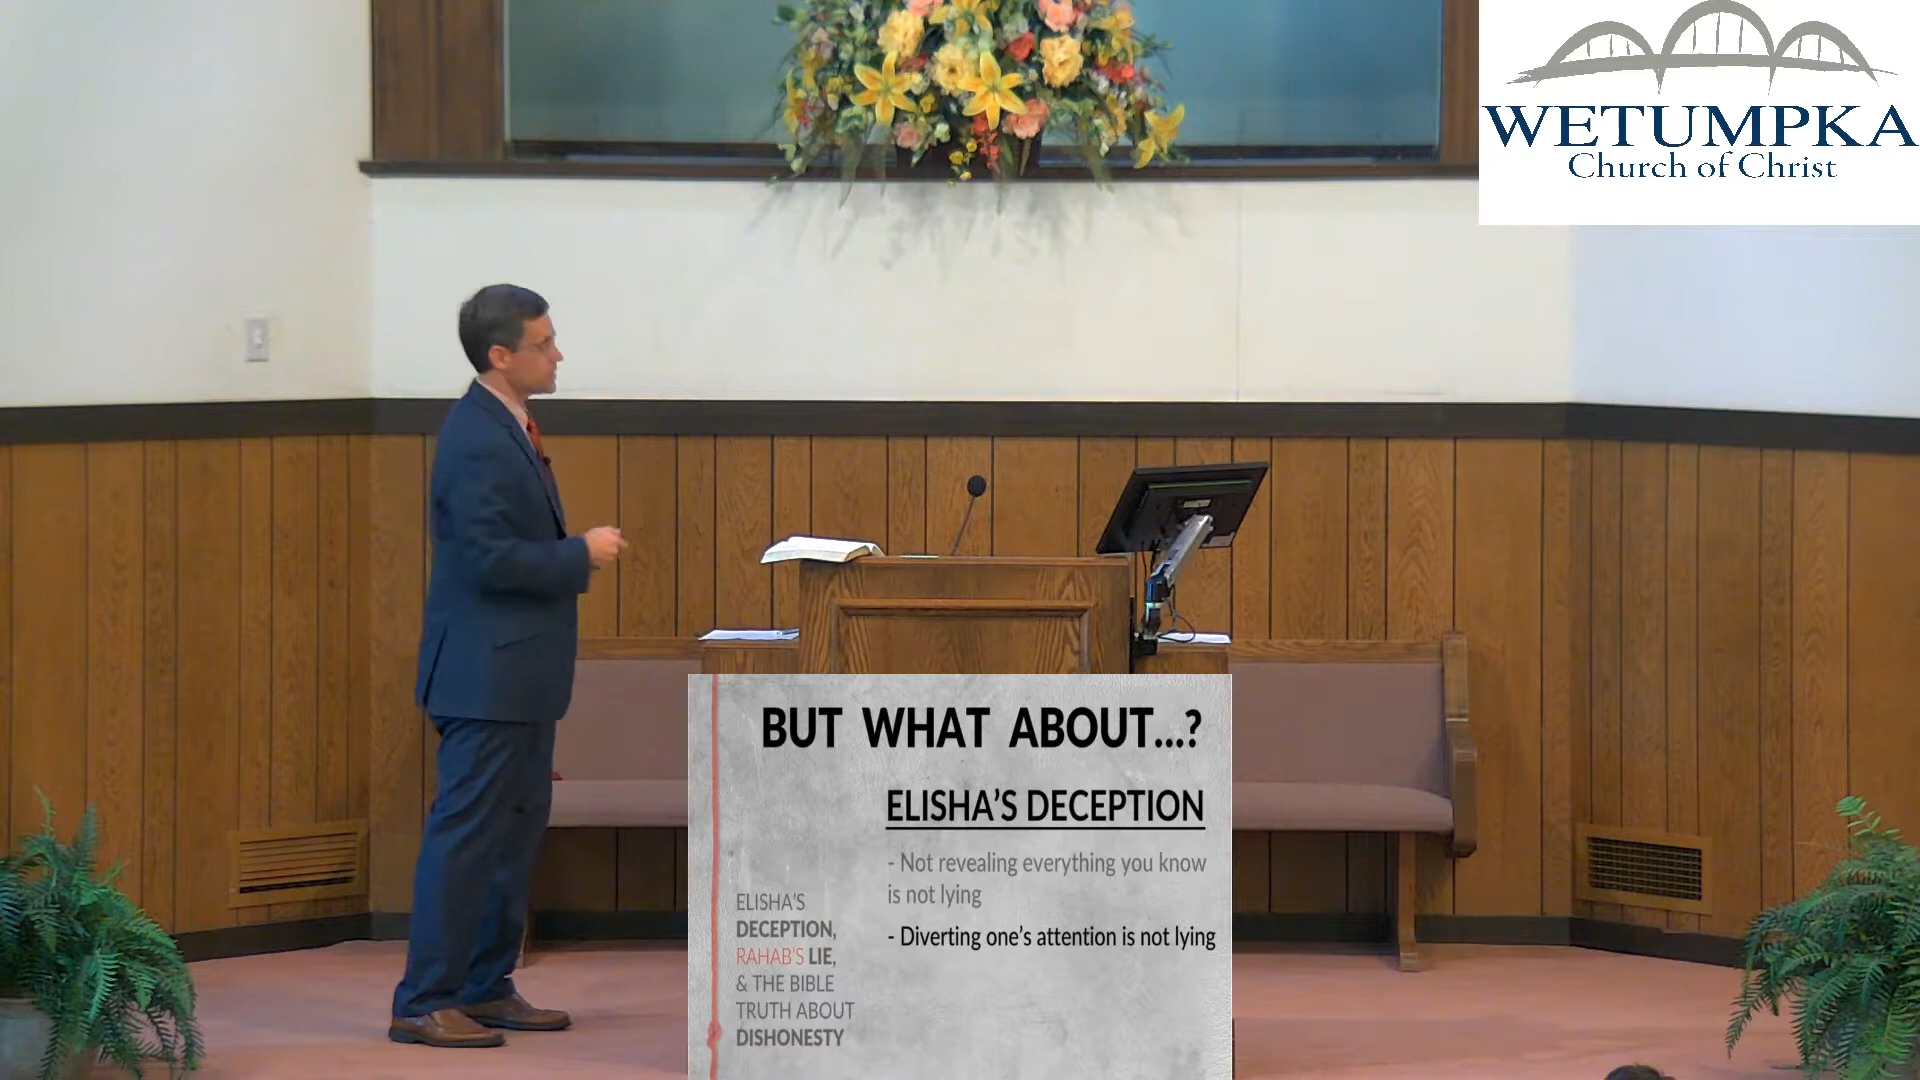 WETUMPKA
Church of Christ
BUT WHAT ABOUT...?
ELISHA'S DECEPTION
- Not revealing everything you know
is not lying
- Diverting one's attention is not lying
ELISHA'S
DECEPTION,
RAHAB'S LIE,
& THE BIBLE
TRUTH ABOUT
DISHONESTY